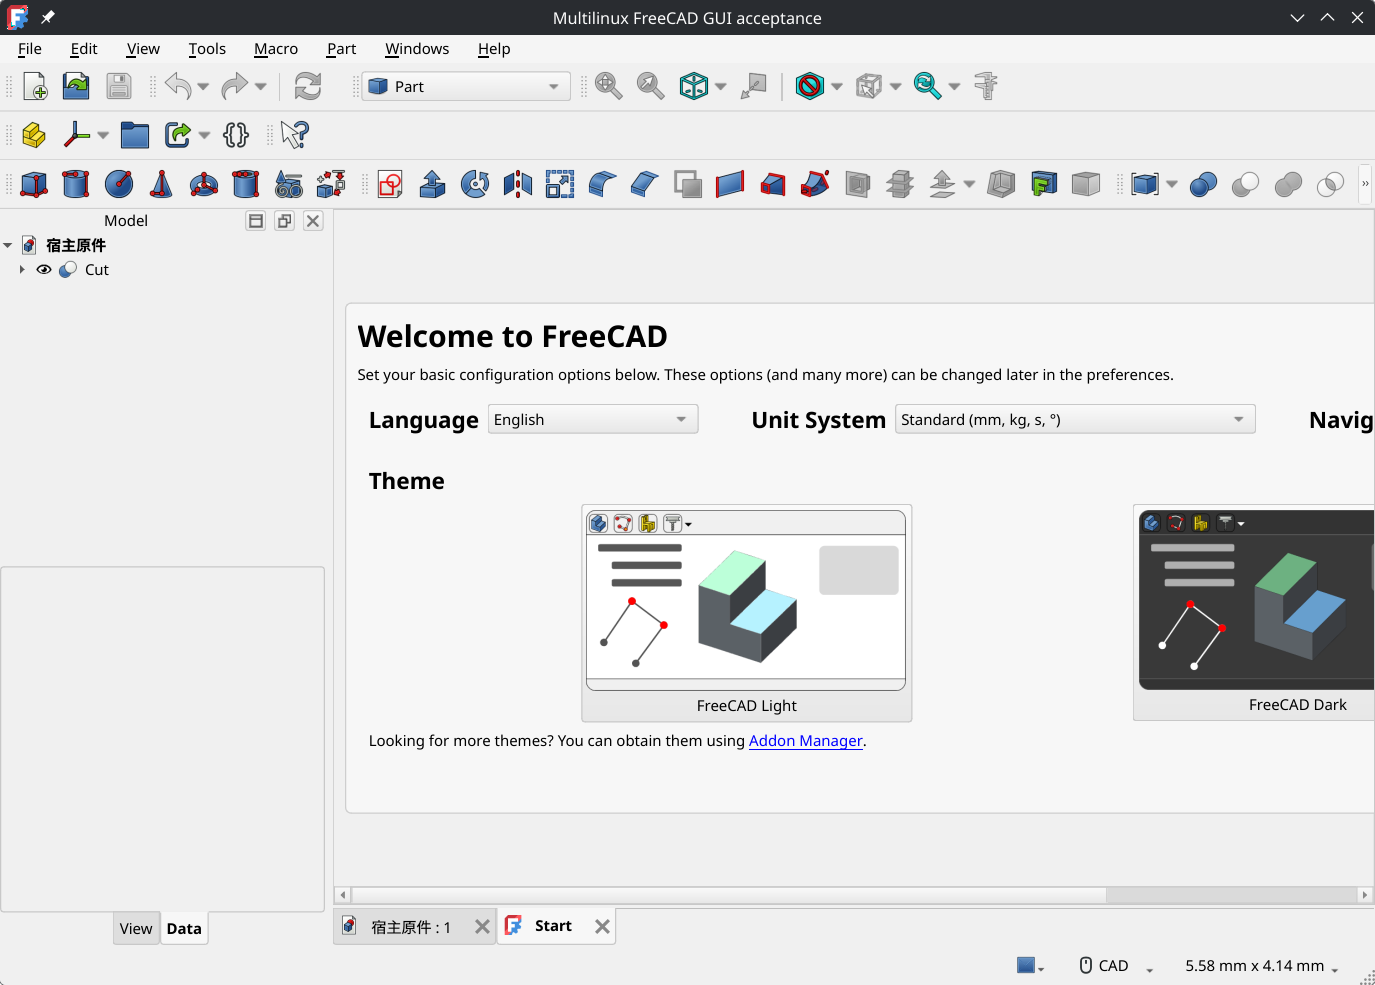 Multilinux FreeCAD GUI acceptance
File Edit View Tools Macro Part Windows Help
Part
Model
宿主原件
Cut
Welcome to FreeCAD
Set your basic configuration options below. These options (and many more) can be changed later in the preferences.
Language English Unit System Standard (mm, kg, s, °) Navig
Theme
FreeCAD Light FreeCAD Dark
Looking for more themes? You can obtain them using Addon Manager.
View Data
宿主原件 : 1 Start
CAD 5.58 mm x 4.14 mm